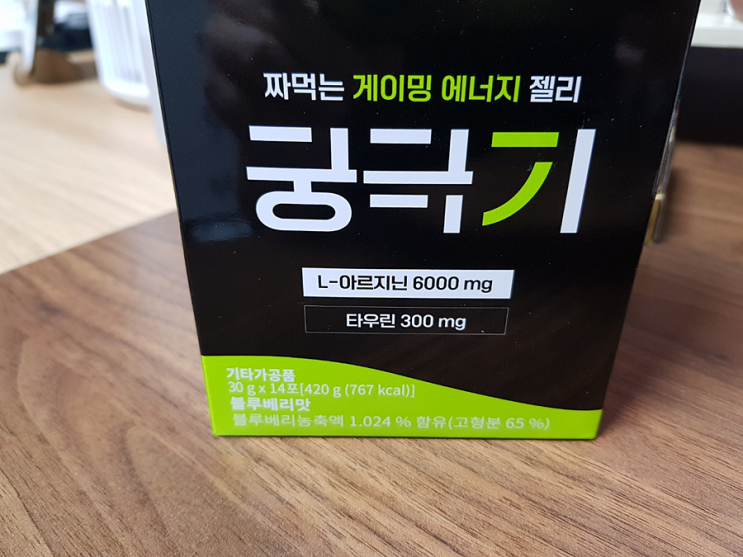 짜먹는 게이밍 에너지 젤리
궁극기
L-아르지닌 6000 mg
타우린 300 mg
기타가공품
30 g x 14포[420 g (767 kcal)]
블루베리맛
블루베리농축액 1.024 % 함유(고형분 65 %)